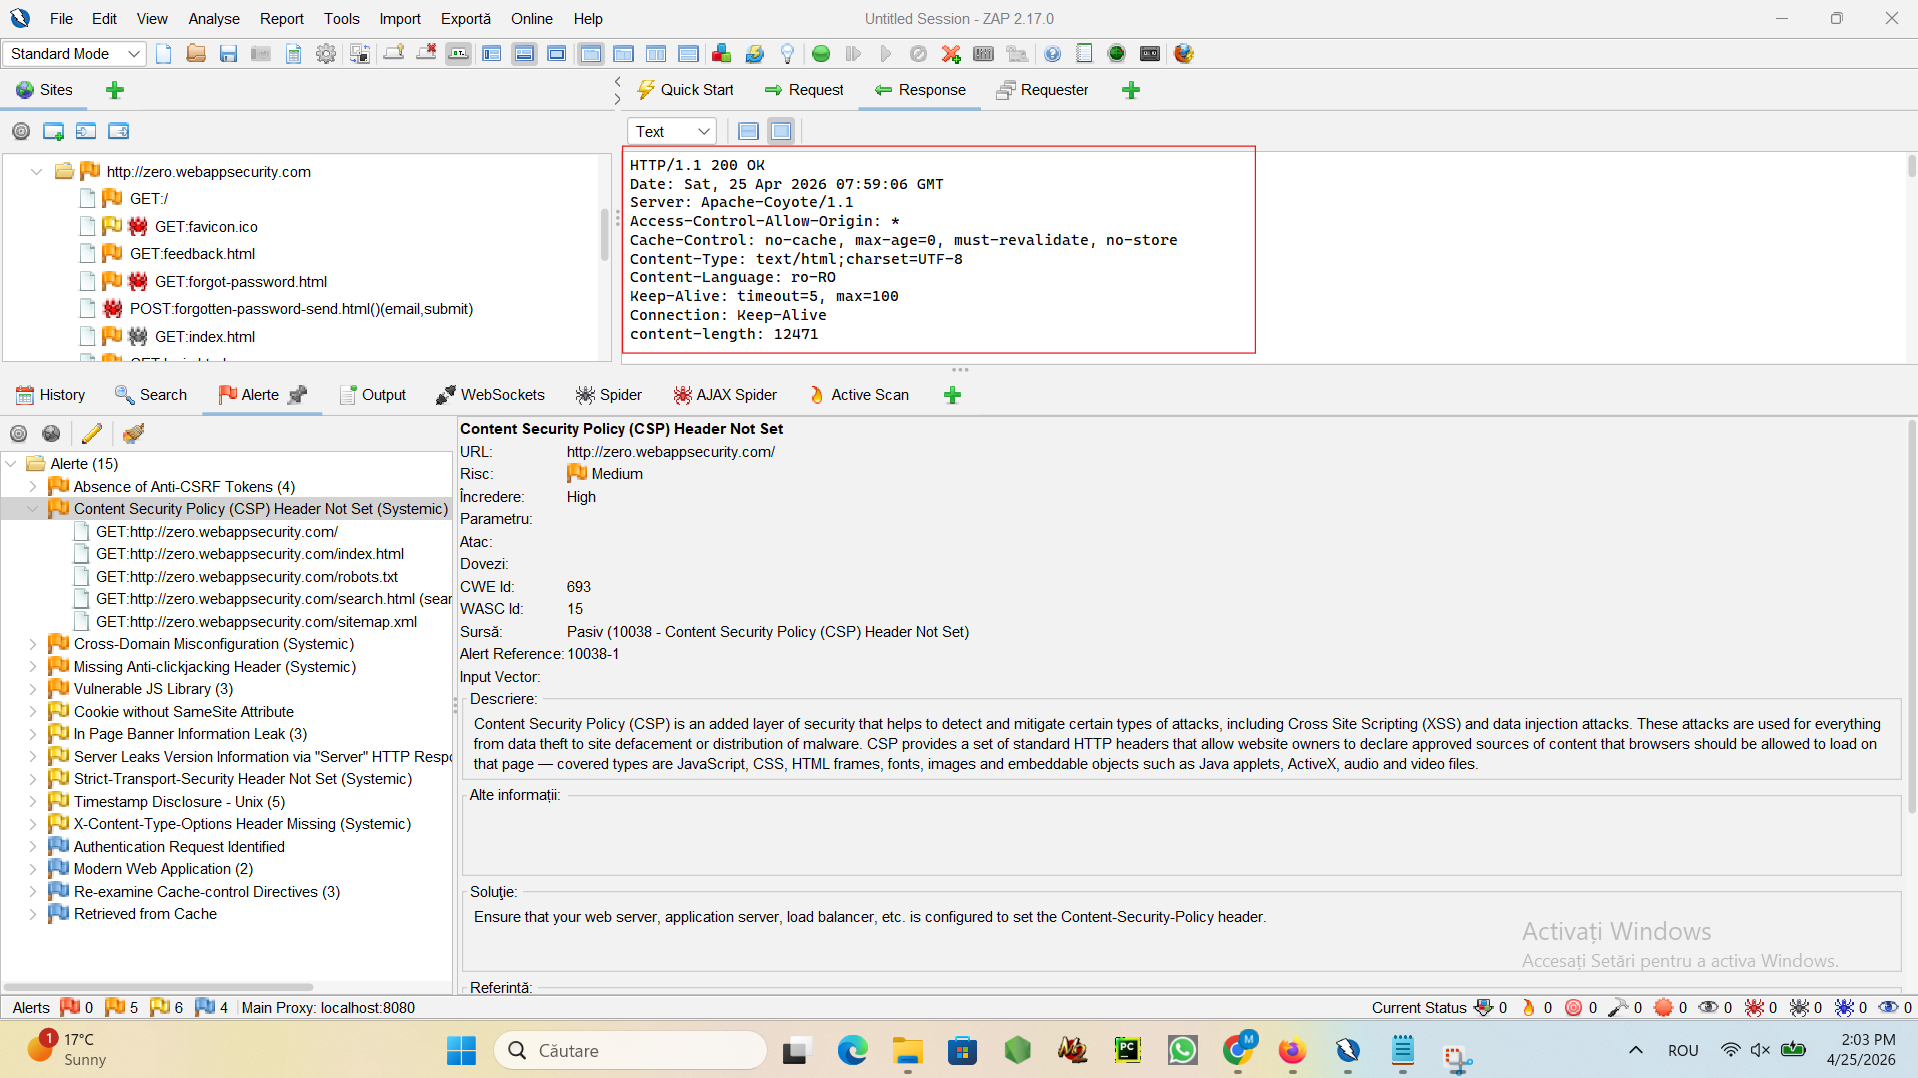 File Edit View Analyse Report Tools Import Exportă Online Help
Untitled Session - ZAP 2.17.0
Standard Mode
Sites
Quick Start Request Response Requester
Text
http://zero.webappsecurity.com
GET:/
GET:favicon.ico
GET:feedback.html
GET:forgot-password.html
POST:forgotten-password-send.html()(email,submit)
GET:index.html
HTTP/1.1 200 OK
Date: Sat, 25 Apr 2026 07:59:06 GMT
Server: Apache-Coyote/1.1
Access-Control-Allow-Origin: *
Cache-Control: no-cache, max-age=0, must-revalidate, no-store
Content-Type: text/html;charset=UTF-8
Content-Language: ro-RO
Keep-Alive: timeout=5, max=100
Connection: Keep-Alive
content-length: 12471
History Search Alerte Output WebSockets Spider AJAX Spider Active Scan
Alerte (15)
Absence of Anti-CSRF Tokens (4)
Content Security Policy (CSP) Header Not Set (Systemic)
GET:http://zero.webappsecurity.com/
GET:http://zero.webappsecurity.com/index.html
GET:http://zero.webappsecurity.com/robots.txt
GET:http://zero.webappsecurity.com/search.html (sear
GET:http://zero.webappsecurity.com/sitemap.xml
Cross-Domain Misconfiguration (Systemic)
Missing Anti-clickjacking Header (Systemic)
Vulnerable JS Library (3)
Cookie without SameSite Attribute
In Page Banner Information Leak (3)
Server Leaks Version Information via "Server" HTTP Respo
Strict-Transport-Security Header Not Set (Systemic)
Timestamp Disclosure - Unix (5)
X-Content-Type-Options Header Missing (Systemic)
Authentication Request Identified
Modern Web Application (2)
Re-examine Cache-control Directives (3)
Retrieved from Cache
Content Security Policy (CSP) Header Not Set
URL: http://zero.webappsecurity.com/
Risc: Medium
Încredere: High
Parametru:
Atac:
Dovezi:
CWE Id: 693
WASC Id: 15
Sursă: Pasiv (10038 - Content Security Policy (CSP) Header Not Set)
Alert Reference: 10038-1
Input Vector:
Descriere:
Content Security Policy (CSP) is an added layer of security that helps to detect and mitigate certain types of attacks, including Cross Site Scripting (XSS) and data injection attacks. These attacks are used for everything
from data theft to site defacement or distribution of malware. CSP provides a set of standard HTTP headers that allow website owners to declare approved sources of content that browsers should be allowed to load on
that page — covered types are JavaScript, CSS, HTML frames, fonts, images and embeddable objects such as Java applets, ActiveX, audio and video files.
Alte informații:
Soluție:
Ensure that your web server, application server, load balancer, etc. is configured to set the Content-Security-Policy header.
Referință:
Activați Windows
Accesați Setări pentru a activa Windows.
Alerts 0 5 6 4 Main Proxy: localhost:8080
Current Status 0 0 0 0 0 0 0 0 0 0
1
17°C
Sunny
Căutare
M
PC
ROU
2:03 PM
4/25/2026